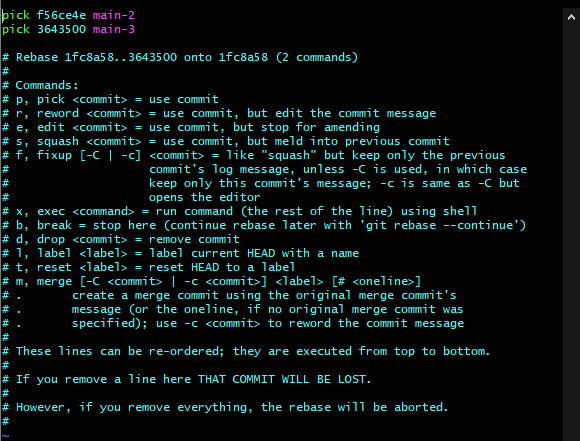 pick f56ce4e main-2
pick 3643500 main-3

# Rebase 1fc8a58..3643500 onto 1fc8a58 (2 commands)
#
# Commands:
# p, pick <commit> = use commit
# r, reword <commit> = use commit, but edit the commit message
# e, edit <commit> = use commit, but stop for amending
# s, squash <commit> = use commit, but meld into previous commit
# f, fixup [-C | -c] <commit> = like "squash" but keep only the previous
#                    commit's log message, unless -C is used, in which case
#                    keep only this commit's message; -c is same as -C but
#                    opens the editor
# x, exec <command> = run command (the rest of the line) using shell
# b, break = stop here (continue rebase later with 'git rebase --continue')
# d, drop <commit> = remove commit
# l, label <label> = label current HEAD with a name
# t, reset <label> = reset HEAD to a label
# m, merge [-C <commit> | -c <commit>] <label> [# <oneline>]
# .       create a merge commit using the original merge commit's
# .       message (or the oneline, if no original merge commit was
# .       specified); use -c <commit> to reword the commit message
#
# These lines can be re-ordered; they are executed from top to bottom.
#
# If you remove a line here THAT COMMIT WILL BE LOST.
#
# However, if you remove everything, the rebase will be aborted.
#
~